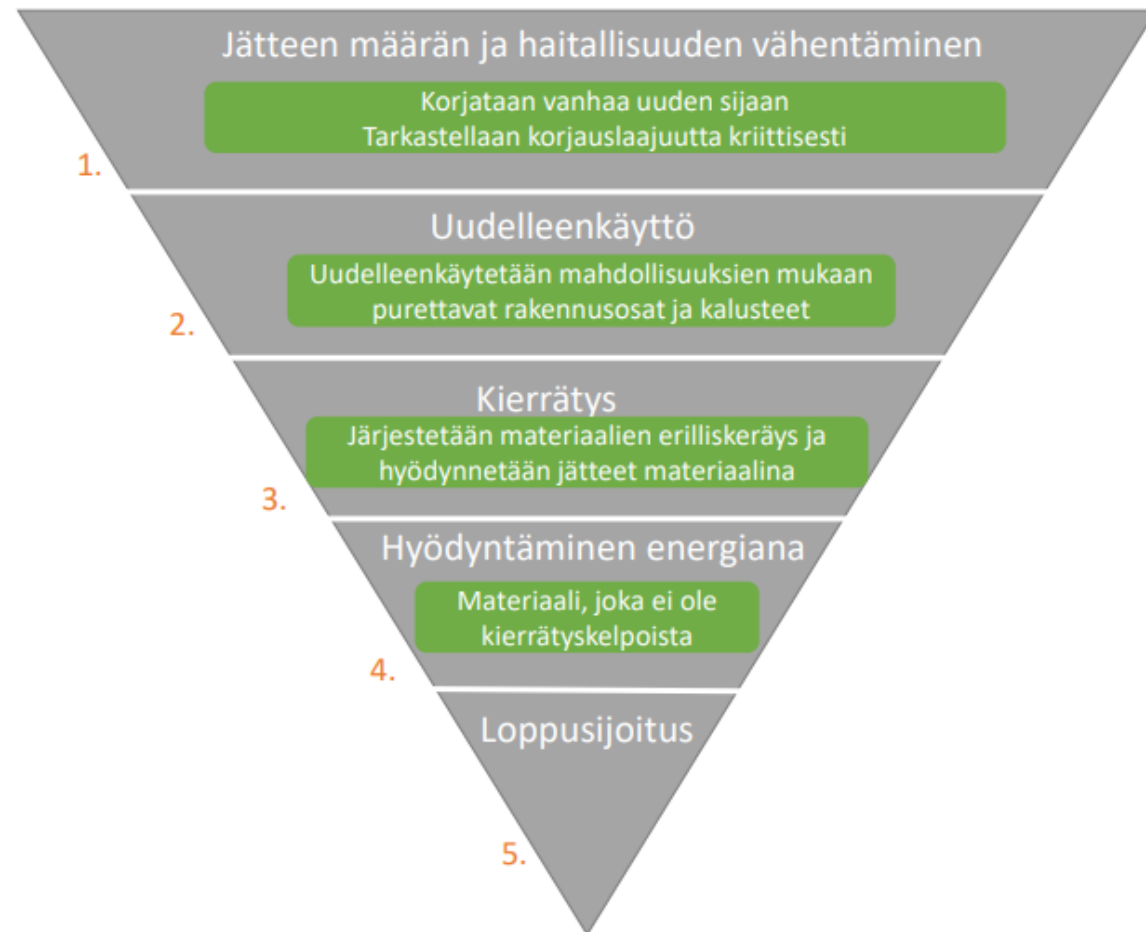 Jätteen määrän ja haitallisuuden vähentäminen
Korjataan vanhaa uuden sijaan
Tarkastellaan korjauslaajuutta kriittisesti
1.
Uudelleenkäyttö
Uudelleenkäytetään mahdollisuuksien mukaan
purettavat rakennusosat ja kalusteet
2.
Kierrätys
Järjestetään materiaalien erilliskeräys ja
hyödynnetään jätteet materiaalina
3.
Hyödyntäminen energiana
Materiaali, joka ei ole
kierrätyskelpoista
4.
Loppusijoitus
5.